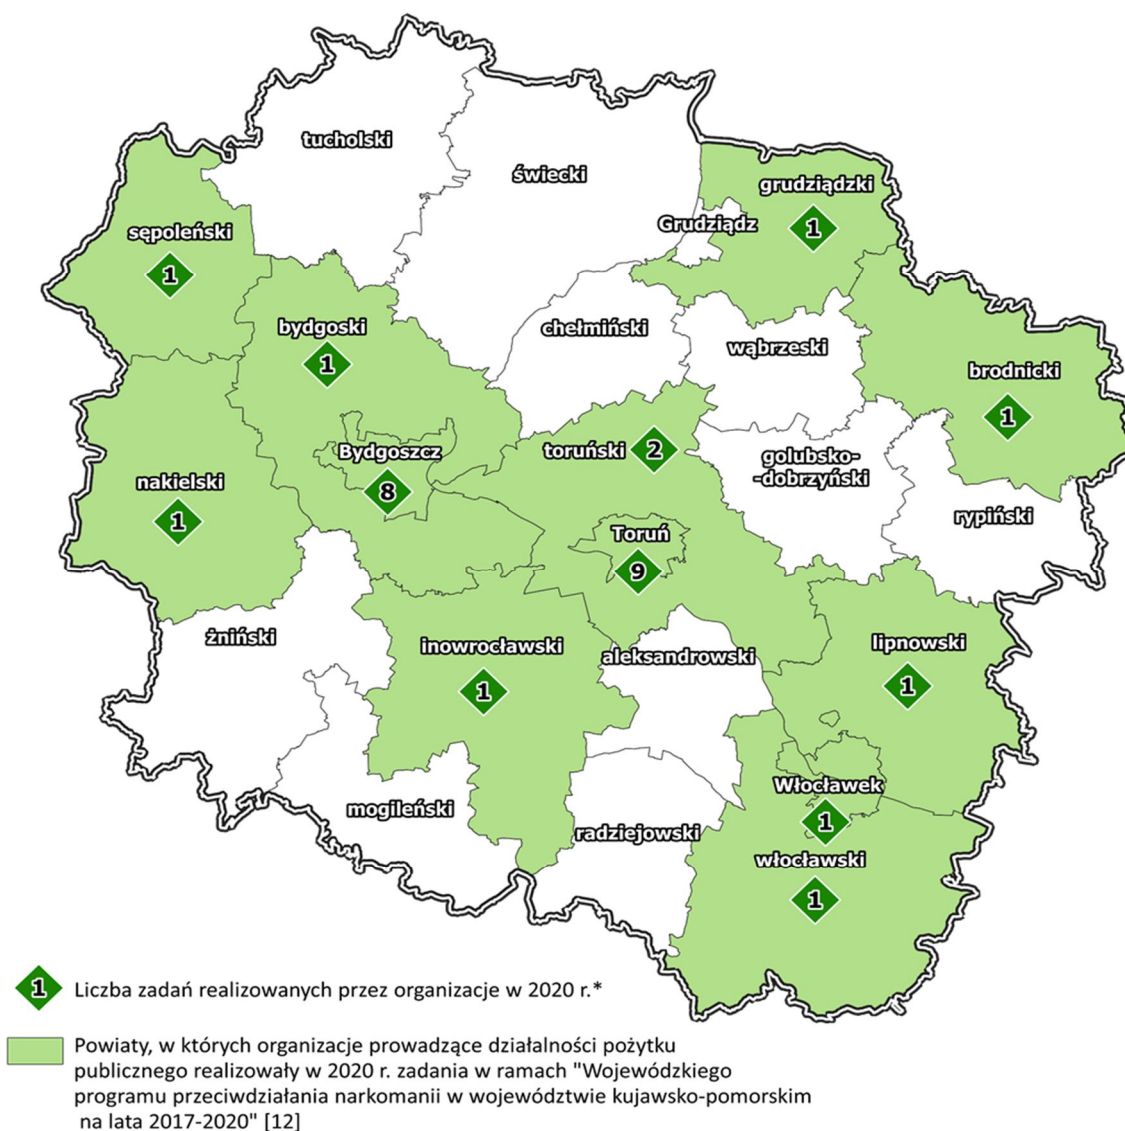 tucholski
świecki
grudziądzki
Grudziądz
1
sępoleński
1
bydgoski
1
chełmiński
wąbrzeski
brodnicki
1
toruński 2
Bydgoszcz
8
golubsko-
-dobrzyński
nakielski
1
rypiński
Toruń
9
żniński
inowrocławski
1
aleksandrowski
lipnowski
1
Włocławek
1
mogileński
radziejowski
włocławski
1
1 Liczba zadań realizowanych przez organizacje w 2020 r.*
Powiaty, w których organizacje prowadzące działalności pożytku
publicznego realizowały w 2020 r. zadania w ramach "Wojewódzkiego
programu przeciwdziałania narkomanii w województwie kujawsko-pomorskim
na lata 2017-2020" [12]